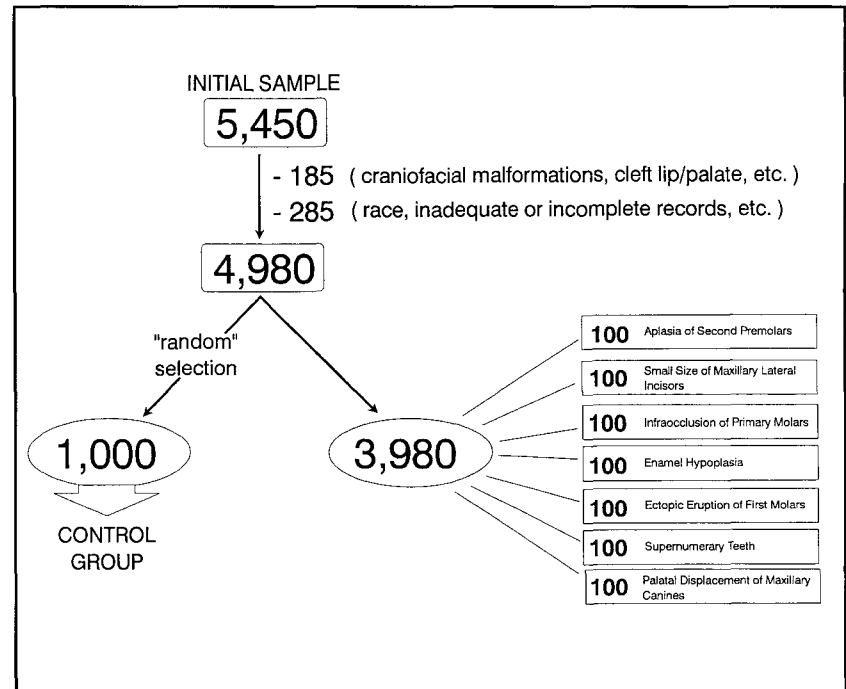 INITIAL SAMPLE
5,450
- 185 ( craniofacial malformations, cleft lip/palate, etc. )
- 285 ( race, inadequate or incomplete records, etc. )
4,980
"random"
selection
1,000
CONTROL
GROUP
3,980
100 Aplasia of Second Premolars
100 Small Size of Maxillary Lateral
Incisors
100 Infraocclusion of Primary Molars
100 Enamel Hypoplasia
100 Ectopic Eruption of First Molars
100 Supernumerary Teeth
100 Palatal Displacement of Maxillary
Canines